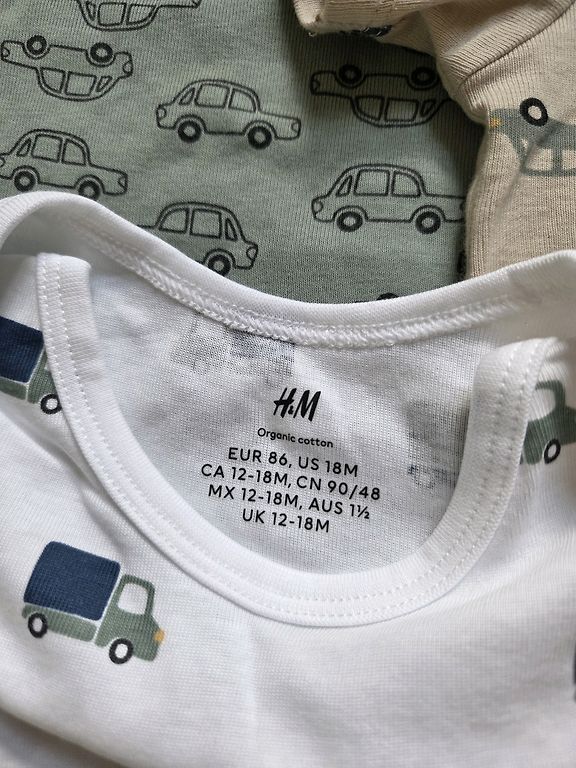 H&M
Organic cotton
EUR 86, US 18M
CA 12-18M, CN 90/48
MX 12-18M, AUS 1½
UK 12-18M